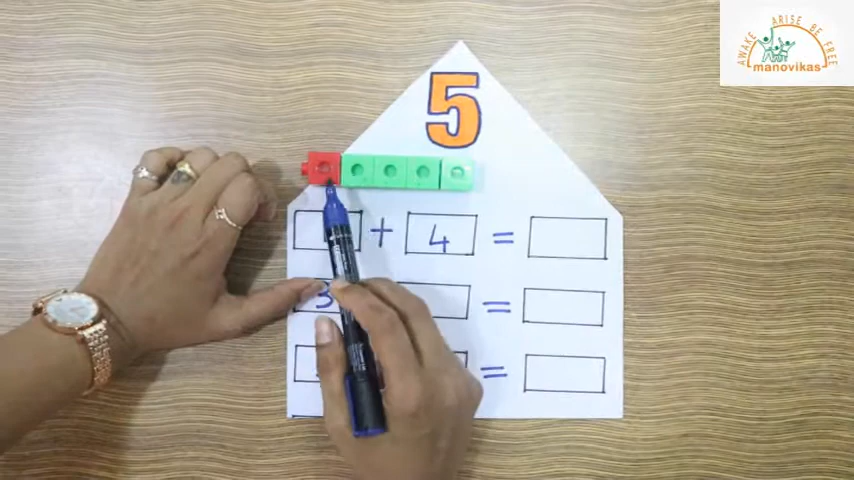 AWAKE ARISE BE FREE
manovikas
5
+ 4 =
3 =
=